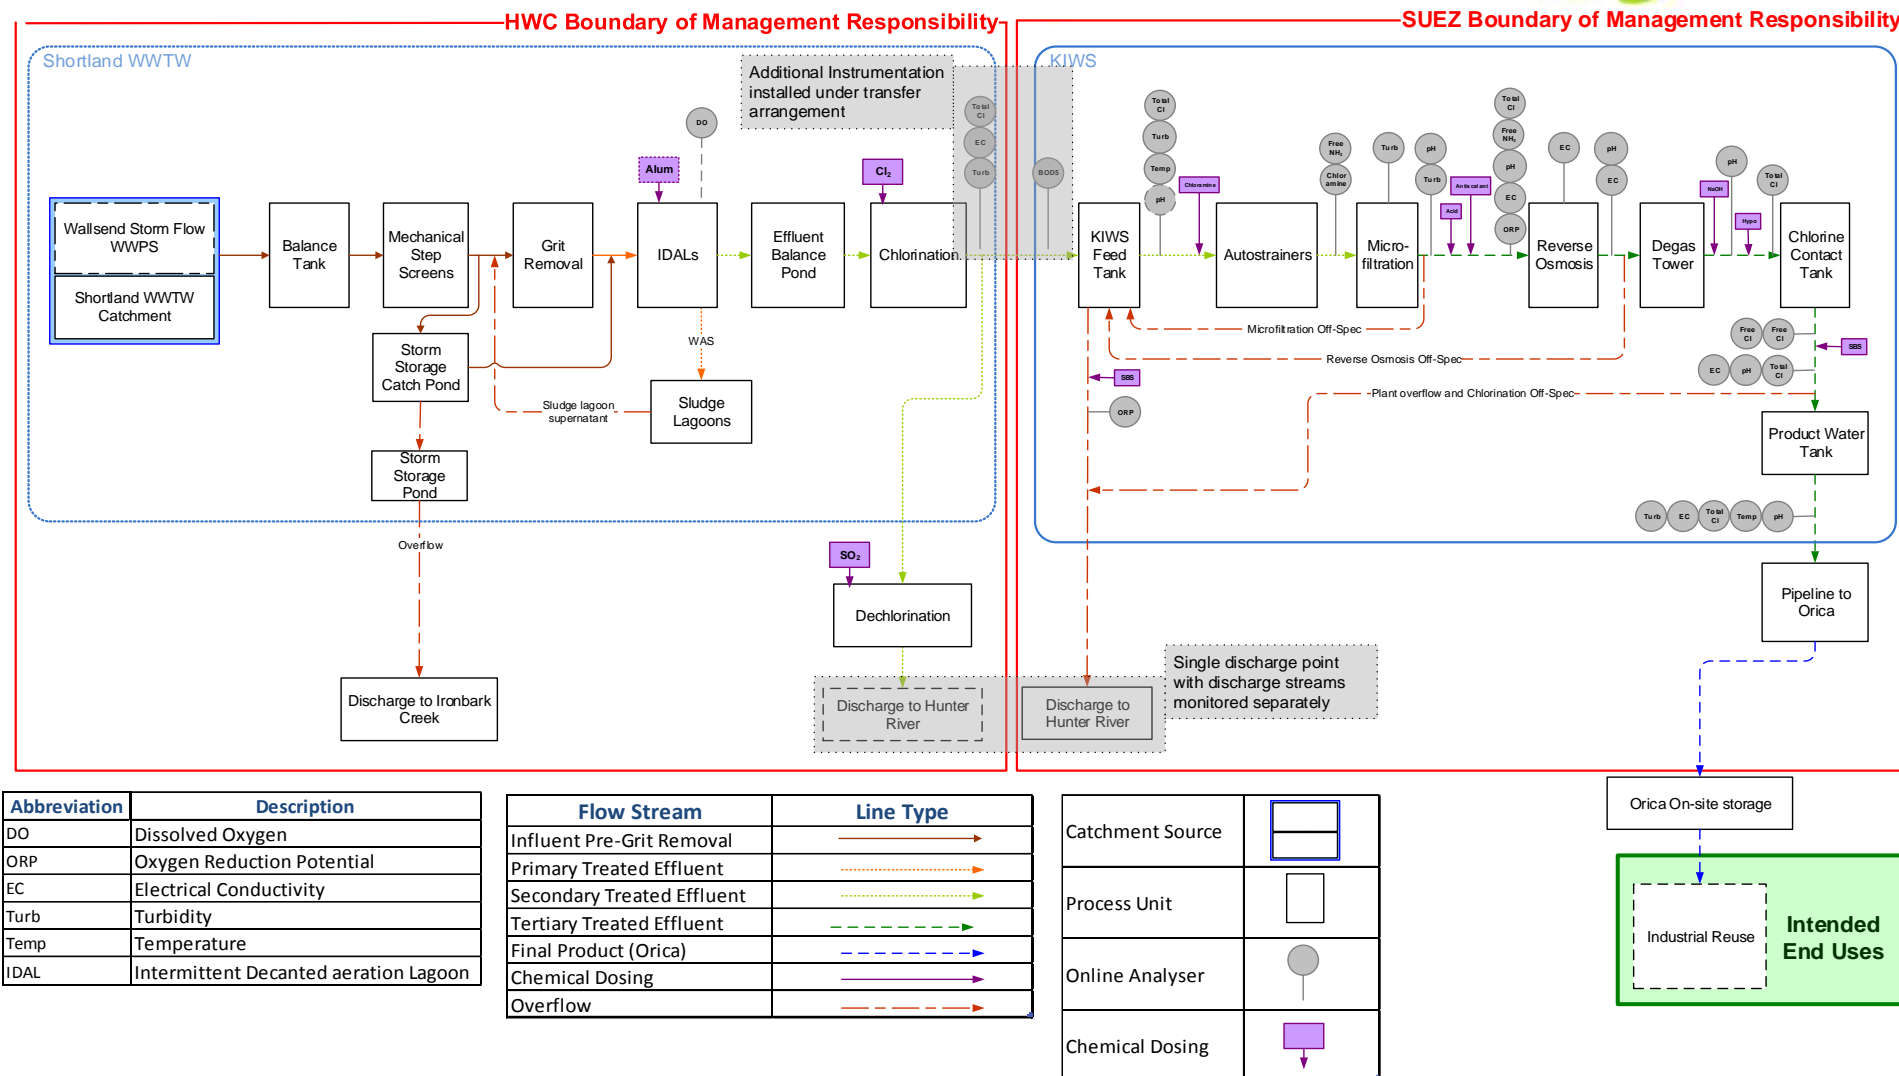 HWC Boundary of Management Responsibility
SUEZ Boundary of Management Responsibility
Shortland WWTW
KIWS
Additional Instrumentation
installed under transfer
arrangement
DO
Alum
Cl₂
Total
Cl
EC
Turb
BOD5
Total
Cl
Turb
Temp
pH
Chloramine
Free
NH₃
Chlor
amine
Turb
pH
Turb
Acid
Antiscalant
Total
Cl
Free
NH₃
pH
EC
ORP
EC
pH
EC
NaOH
pH
Hypo
Total
Cl
Wallsend Storm Flow
WWPS
Shortland WWTW
Catchment
Balance
Tank
Mechanical
Step
Screens
Grit
Removal
IDALs
Effluent
Balance
Pond
Chlorination
KIWS
Feed
Tank
Autostrainers
Micro-
filtration
Reverse
Osmosis
Degas
Tower
Chlorine
Contact
Tank
Microfiltration Off-Spec
Reverse Osmosis Off-Spec
Plant overflow and Chlorination Off-Spec
Free
Cl
Free
Cl
SBS
EC
pH
Total
Cl
SBS
ORP
Storm
Storage
Catch Pond
WAS
Sludge lagoon
supernatant
Sludge
Lagoons
Storm
Storage
Pond
Product Water
Tank
Turb
EC
Total
Cl
Temp
pH
Overflow
SO₂
Dechlorination
Pipeline to
Orica
Discharge to Ironbark
Creek
Discharge to Hunter
River
Discharge to
Hunter River
Single discharge point
with discharge streams
monitored separately
Orica On-site storage
Industrial Reuse
Intended
End Uses
Abbreviation Description
DO Dissolved Oxygen
ORP Oxygen Reduction Potential
EC Electrical Conductivity
Turb Turbidity
Temp Temperature
IDAL Intermittent Decanted aeration Lagoon
Flow Stream Line Type
Influent Pre-Grit Removal
Primary Treated Effluent
Secondary Treated Effluent
Tertiary Treated Effluent
Final Product (Orica)
Chemical Dosing
Overflow
Catchment Source
Process Unit
Online Analyser
Chemical Dosing